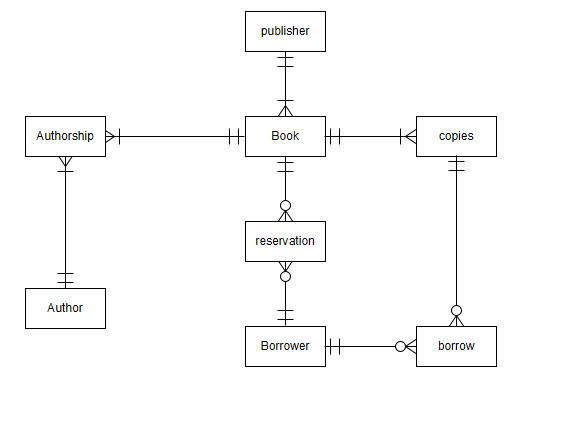 publisher
Authorship
Book
copies
reservation
Author
Borrower
borrow